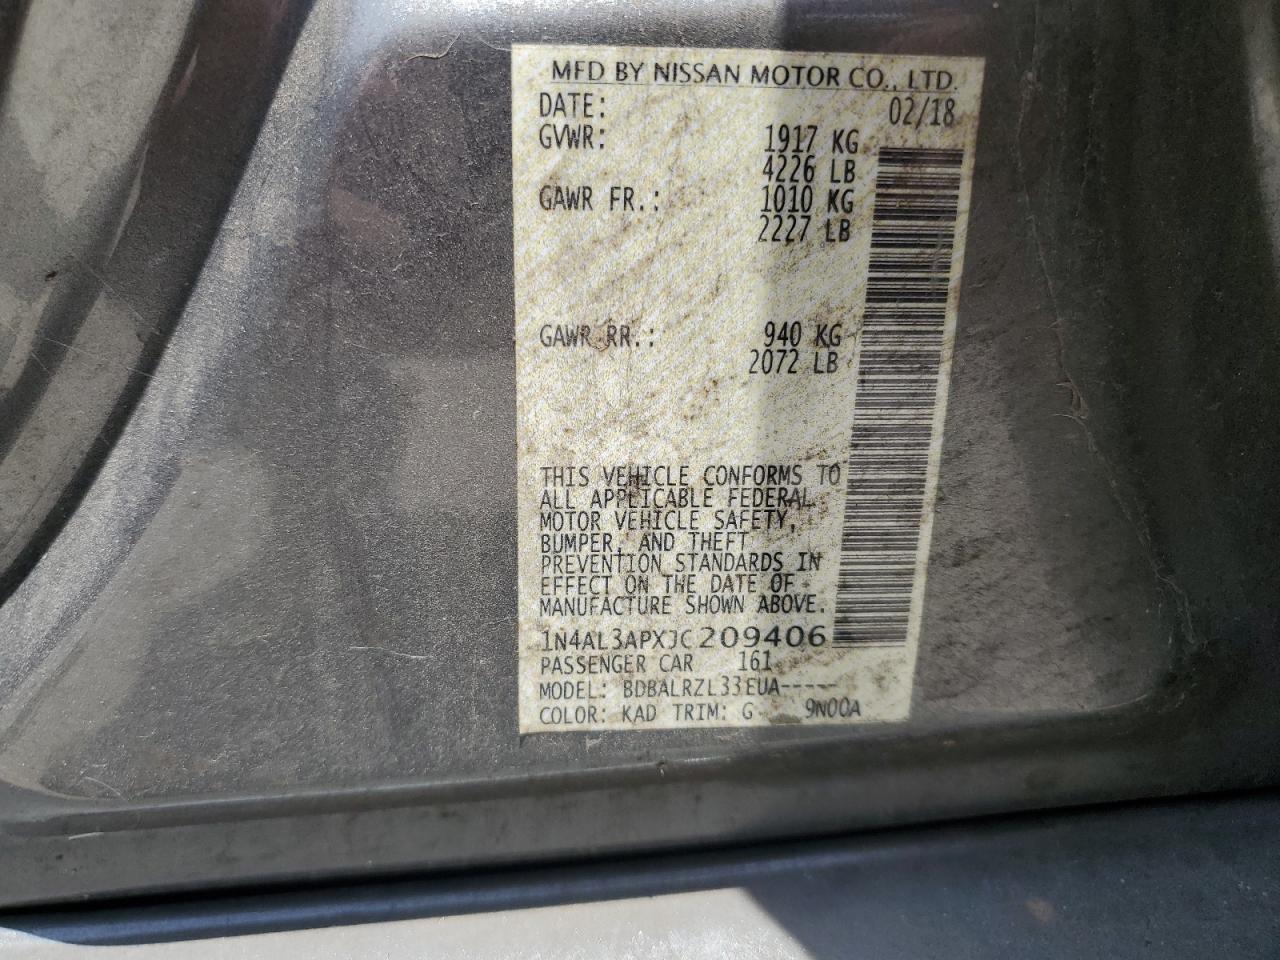 MFD BY NISSAN MOTOR CO., LTD.
DATE: 02/18
GVWR: 1917 KG
4226 LB
GAWR FR.: 1010 KG
2227 LB
GAWR RR.: 940 KG
2072 LB
THIS VEHICLE CONFORMS TO
ALL APPLICABLE FEDERAL
MOTOR VEHICLE SAFETY,
BUMPER, AND THEFT
PREVENTION STANDARDS IN
EFFECT ON THE DATE OF
MANUFACTURE SHOWN ABOVE.
1N4AL3APXJC209406
PASSENGER CAR 161
MODEL: BDBALRZL33EUA-----
COLOR: KAD TRIM: G 9N00A